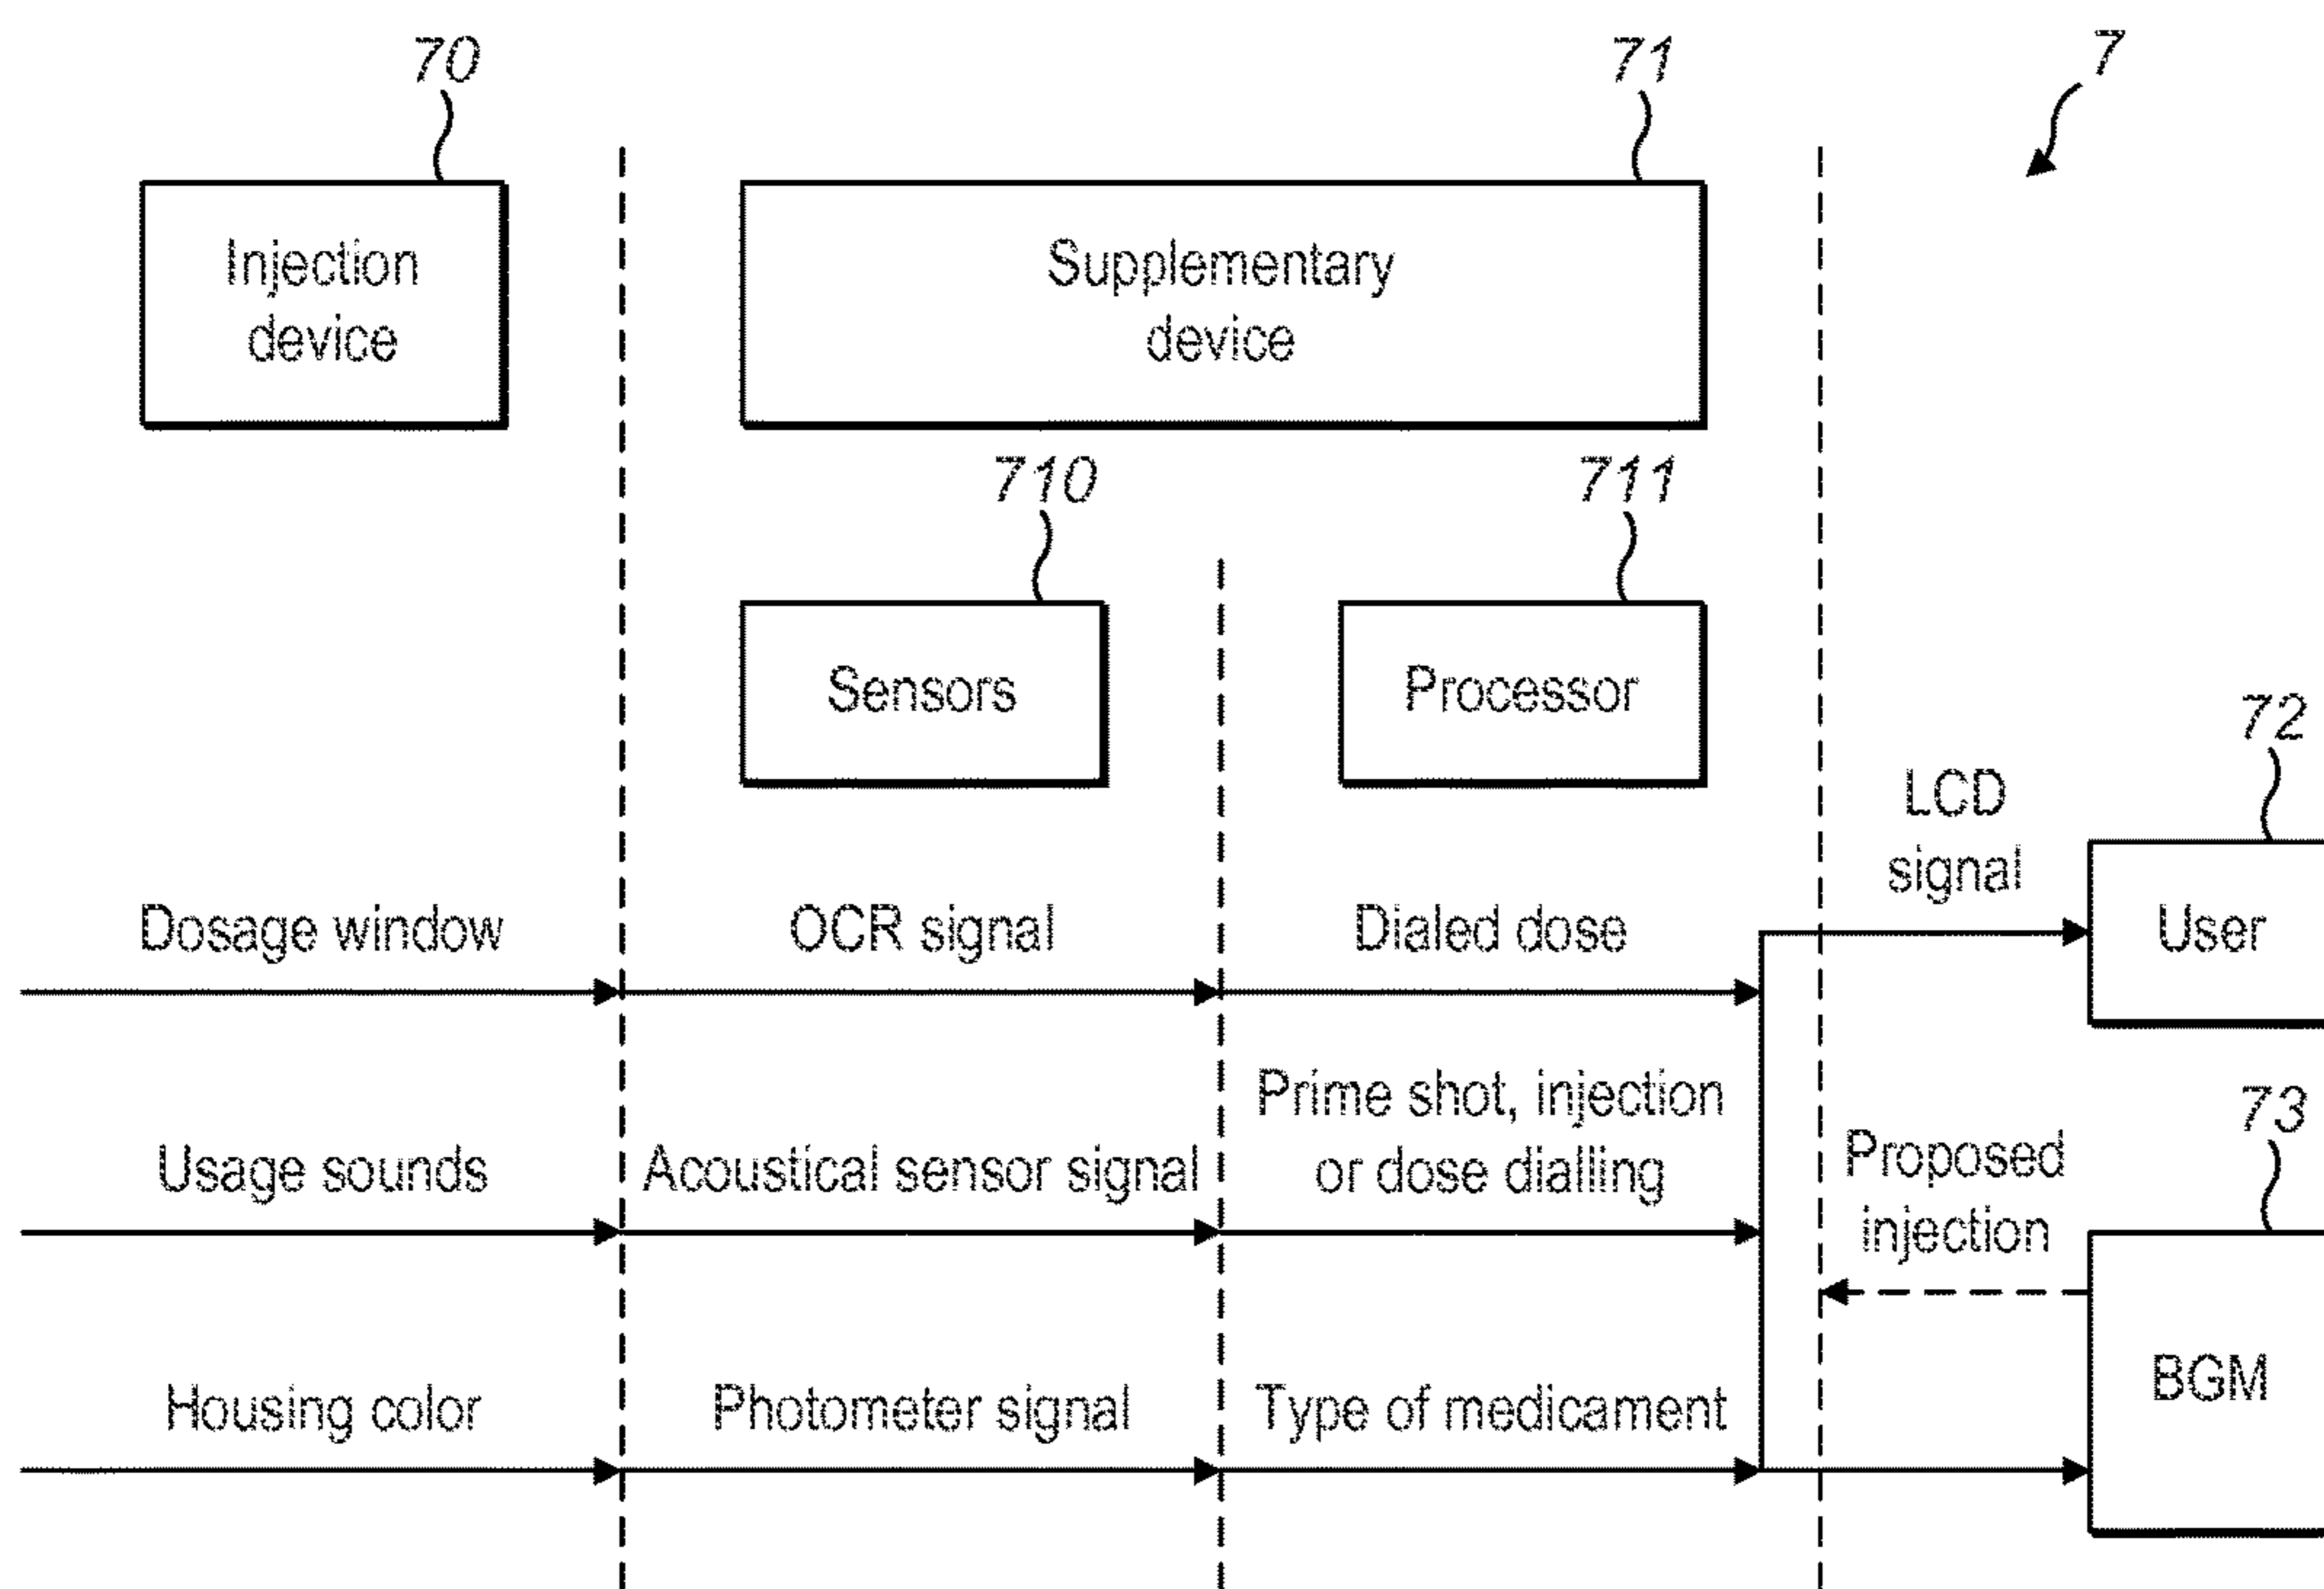 70
71
7
Injection
device
Supplementary
device
710
711
Sensors
Processor
72
LCD
signal
User
Dosage window
OCR signal
Dialed dose
Prime shot, injection
or dose dialling
Usage sounds
Acoustical sensor signal
73
Proposed
injection
BGM
Housing color
Photometer signal
Type of medicament